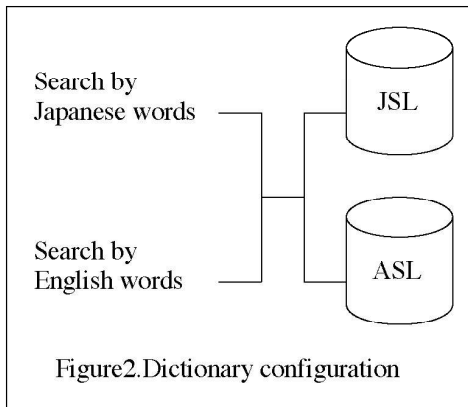 Search by
Japanese words
JSL
Search by
English words
ASL
Figure2.Dictionary configuration